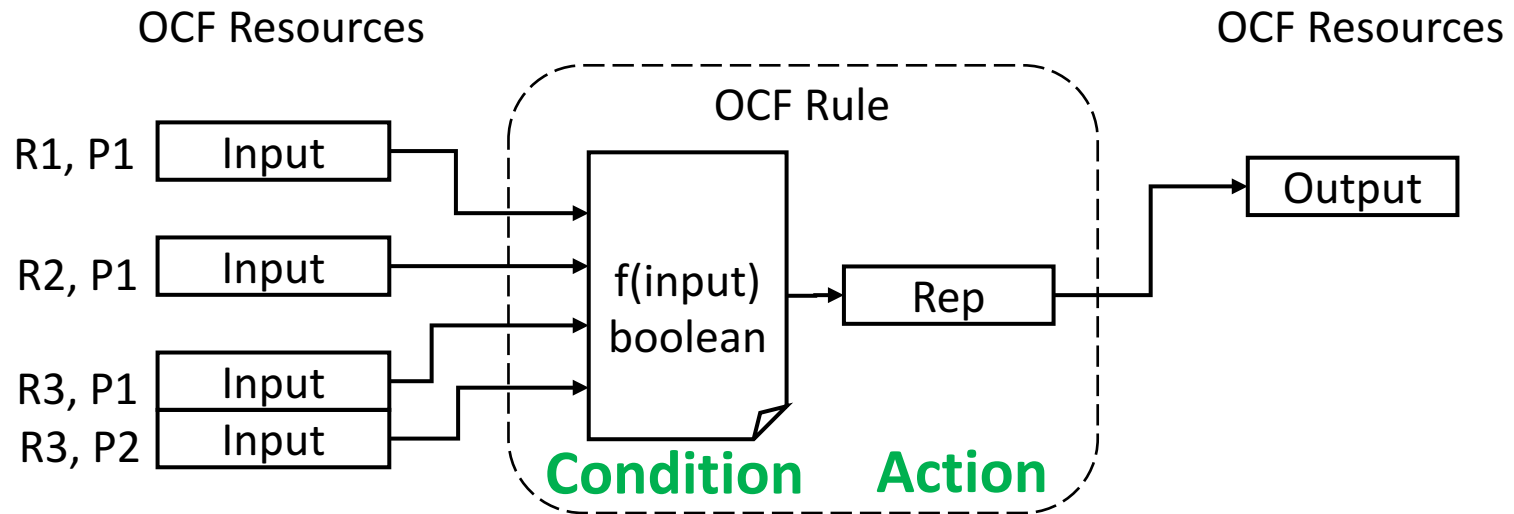 OCF Resources
OCF Resources
OCF Rule
R1, P1
Input
R2, P1
Input
R3, P1
Input
R3, P2
Input
f(input)
boolean
Rep
Output
Condition
Action